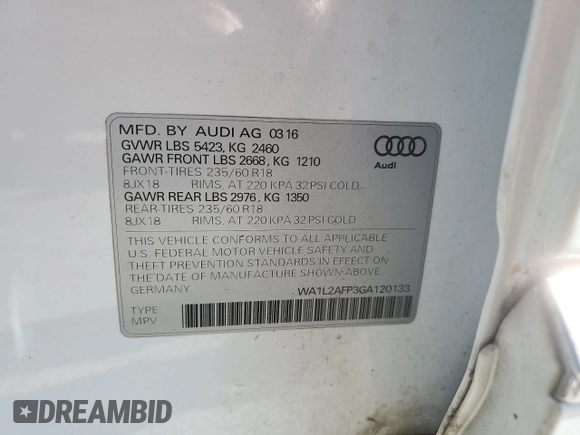 MFD. BY AUDI AG 03 16
GVWR LBS 5423, KG 2460
GAWR FRONT LBS 2668, KG 1210
FRONT-TIRES 235/60 R18
8JX18 RIMS, AT 220 KPA 32 PSI COLD
GAWR REAR LBS 2976, KG 1350
REAR-TIRES 235/60 R18
8JX18 RIMS, AT 220 KPA 32 PSI COLD
Audi
THIS VEHICLE CONFORMS TO ALL APPLICABLE
U.S. FEDERAL MOTOR VEHICLE SAFETY AND
THEFT PREVENTION STANDARDS IN EFFECT ON
THE DATE OF MANUFACTURE SHOWN ABOVE.
GERMANY WA1L2AFP3GA120133
TYPE
MPV
DREAMBID